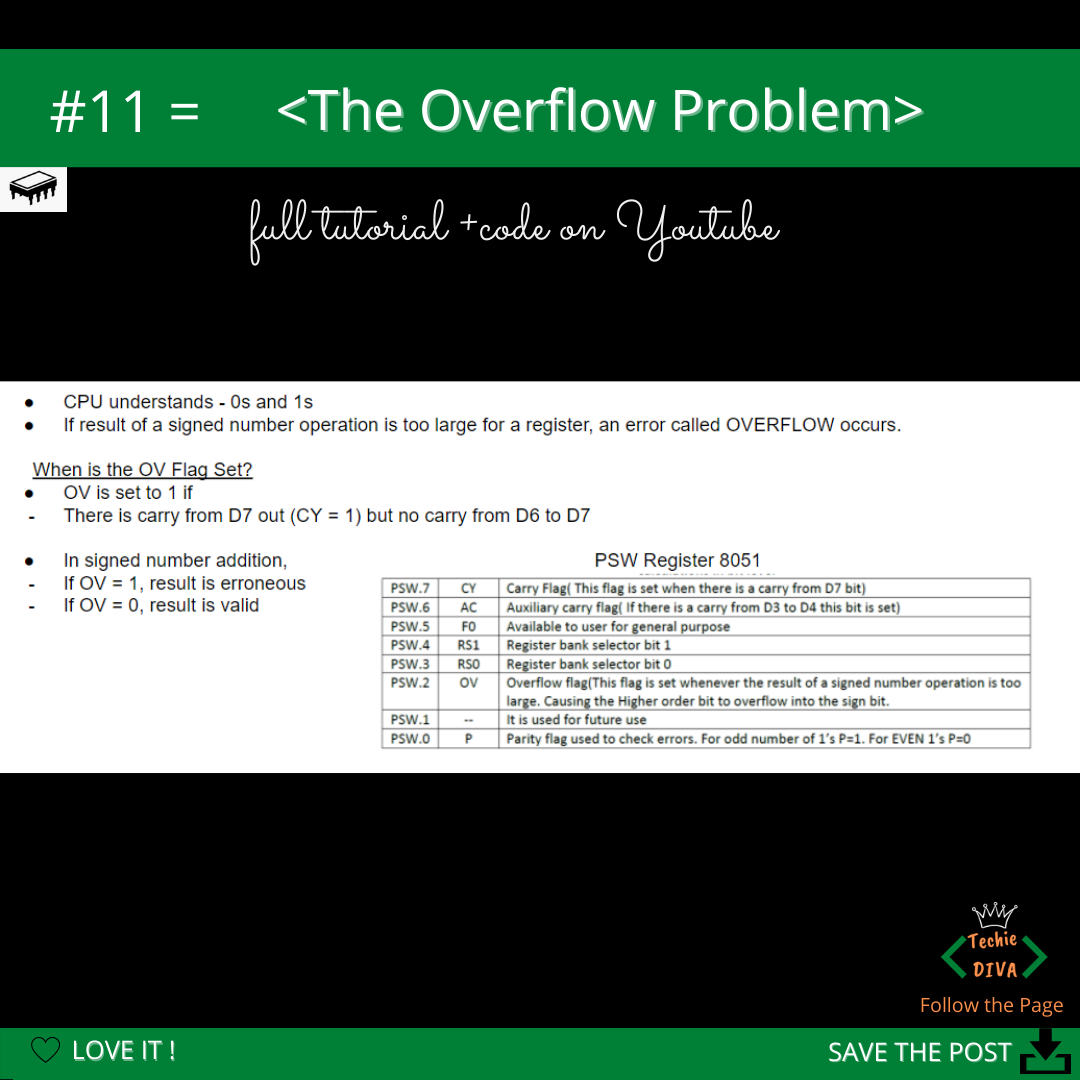 #11 = <The Overflow Problem>
full tutorial +code on Youtube
● CPU understands - 0s and 1s
● If result of a signed number operation is too large for a register, an error called OVERFLOW occurs.
When is the OV Flag Set?
● OV is set to 1 if
- There is carry from D7 out (CY = 1) but no carry from D6 to D7
● In signed number addition,
- If OV = 1, result is erroneous
- If OV = 0, result is valid
PSW Register 8051
PSW.7 CY Carry Flag( This flag is set when there is a carry from D7 bit)
PSW.6 AC Auxiliary carry flag( If there is a carry from D3 to D4 this bit is set)
PSW.5 F0 Available to user for general purpose
PSW.4 RS1 Register bank selector bit 1
PSW.3 RS0 Register bank selector bit 0
PSW.2 OV Overflow flag(This flag is set whenever the result of a signed number operation is too
large. Causing the Higher order bit to overflow into the sign bit.
PSW.1 -- It is used for future use
PSW.0 P Parity flag used to check errors. For odd number of 1's P=1. For EVEN 1's P=0
Techie
DIVA
Follow the Page
LOVE IT !
SAVE THE POST